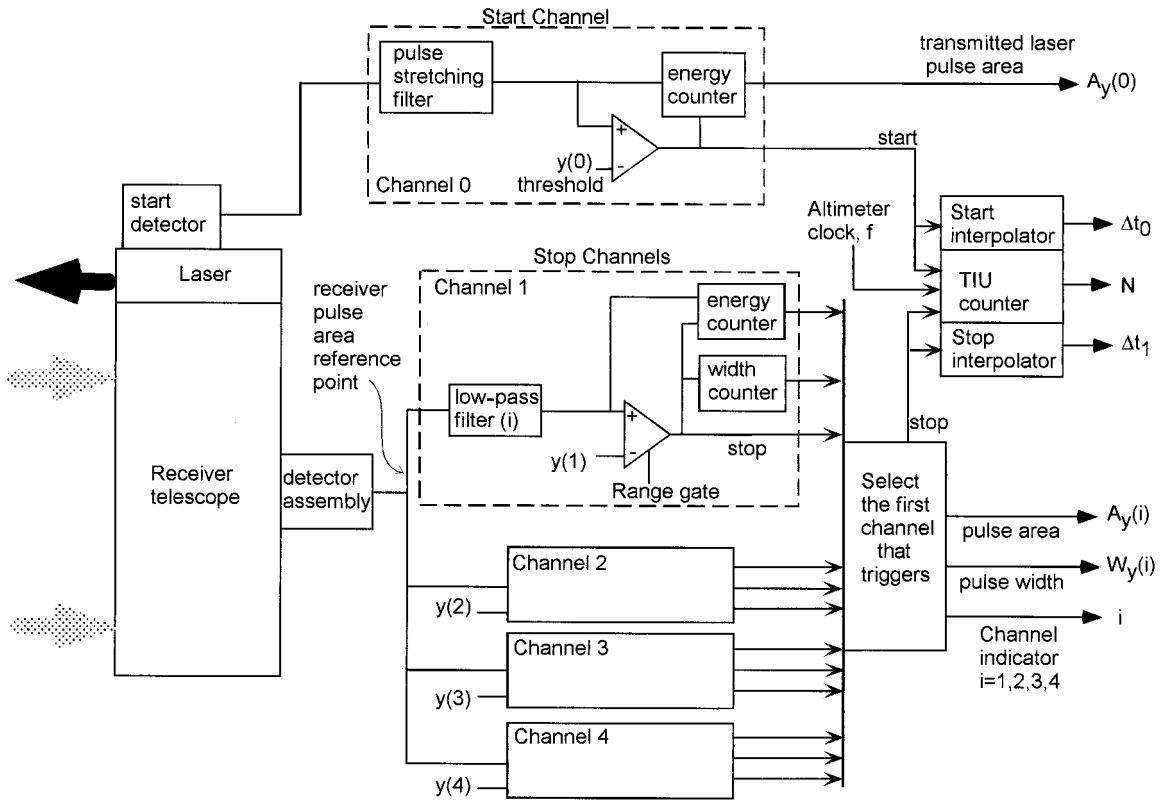 Start Channel
pulse
stretching
filter
energy
counter
transmitted laser
pulse area
Ay(0)
+
-
y(0)
threshold
Channel 0
start
start
detector
Laser
Altimeter
clock, f
Start
interpolator
Δt0
TIU
counter
N
Stop
interpolator
Δt1
receiver
pulse
area
reference
point
Stop Channels
Channel 1
energy
counter
width
counter
low-pass
filter (i)
+
-
y(1)
stop
Range gate
stop
Receiver
telescope
detector
assembly
Select
the first
channel
that
triggers
Ay(i)
pulse area
Wy(i)
pulse width
i
Channel
indicator
i=1,2,3,4
Channel 2
y(2)
Channel 3
y(3)
Channel 4
y(4)